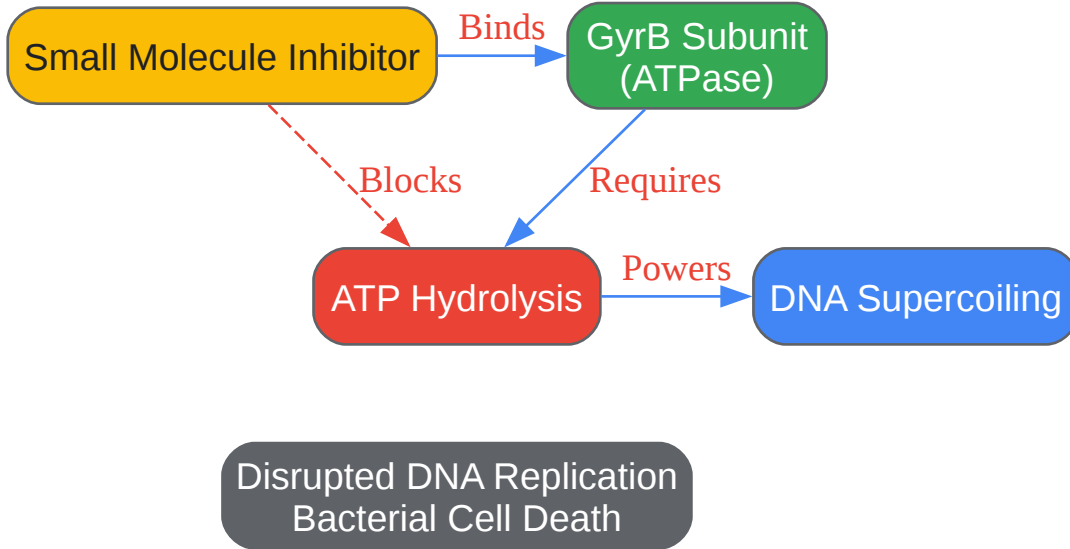 Binds
Small Molecule Inhibitor
GyrB Subunit
(ATPase)
Blocks
Requires
Powers
ATP Hydrolysis
DNA Supercoiling
Disrupted DNA Replication
Bacterial Cell Death